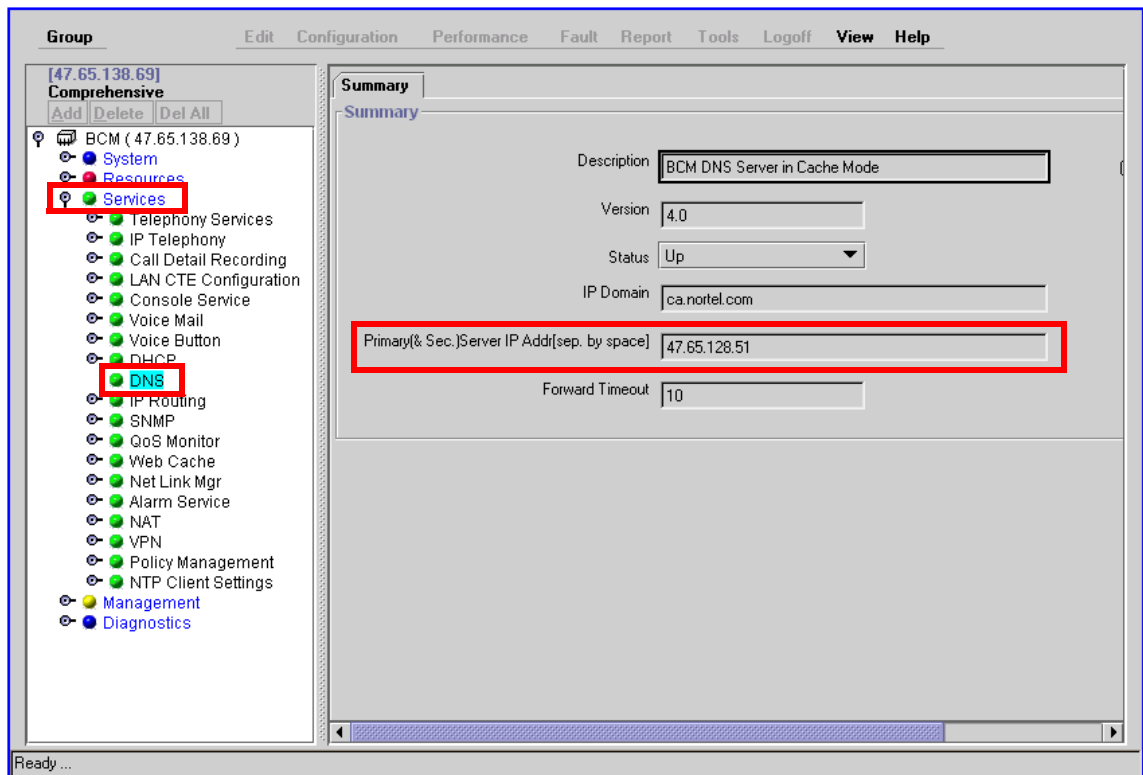 Group Edit Configuration Performance Fault Report Tools Logoff View Help
[47.65.138.69]
Comprehensive
Add Delete Del All
BCM ( 47.65.138.69 )
System
Resources
Services
Telephony Services
IP Telephony
Call Detail Recording
LAN CTE Configuration
Console Service
Voice Mail
Voice Button
DHCP
DNS
IP Routing
SNMP
QoS Monitor
Web Cache
Net Link Mgr
Alarm Service
NAT
VPN
Policy Management
NTP Client Settings
Management
Diagnostics
Summary
Summary
Description BCM DNS Server in Cache Mode
Version 4.0
Status Up
IP Domain ca.nortel.com
Primary(& Sec.)Server IP Addr[sep. by space] 47.65.128.51
Forward Timeout 10
Ready ...